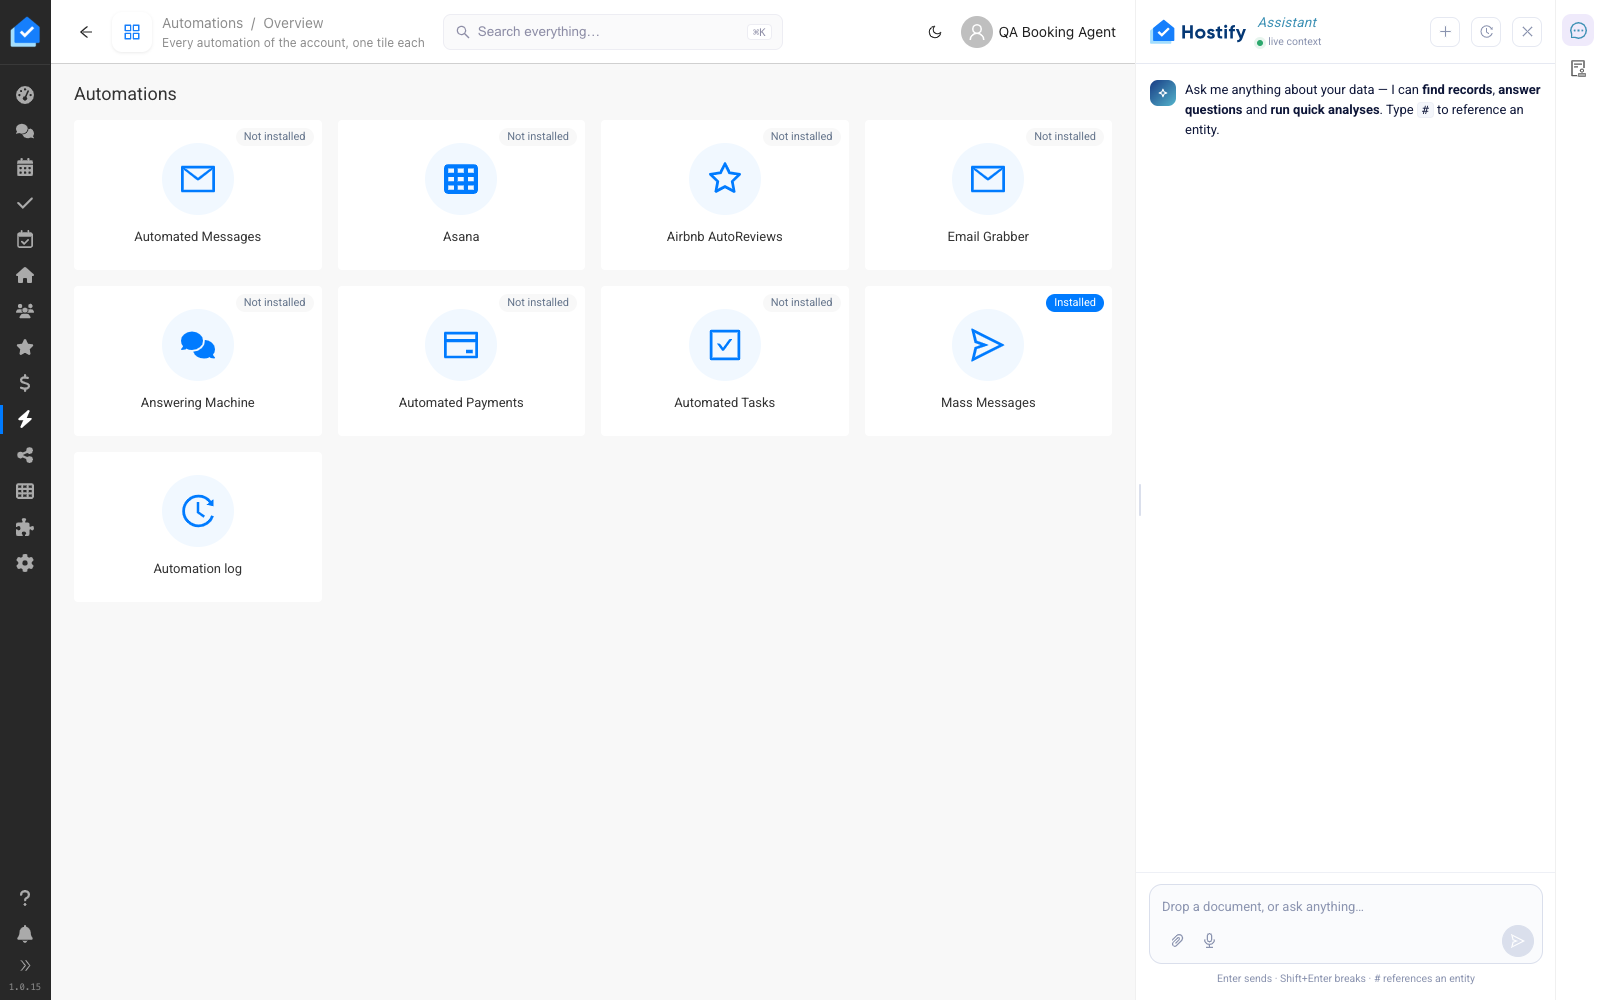 Automations / Overview
Every automation of the account, one tile each
Search everything...
⌘K
QA Booking Agent
Hostify
Assistant
live context
Automations
Not installed
Automated Messages
Not installed
Asana
Not installed
Airbnb AutoReviews
Not installed
Email Grabber
Not installed
Answering Machine
Not installed
Automated Payments
Not installed
Automated Tasks
Installed
Mass Messages
Automation log
Ask me anything about your data — I can find records, answer
questions and run quick analyses. Type # to reference an
entity.
Drop a document, or ask anything...
Enter sends · Shift+Enter breaks · # references an entity
1.0.15